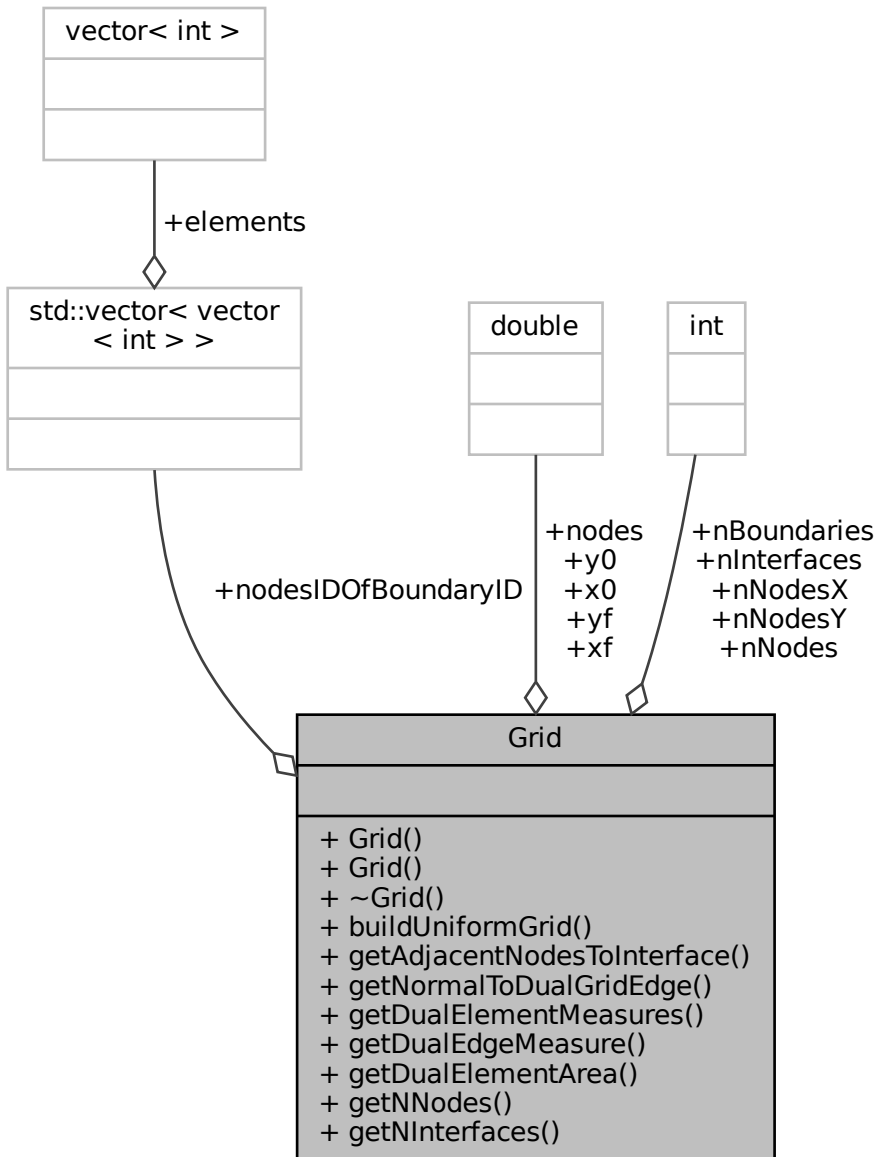 vector< int >
+elements
std::vector< vector
< int > >
double
int
+nodesIDOfBoundaryID
+nodes
+y0
+x0
+yf
+xf
+nBoundaries
+nInterfaces
+nNodesX
+nNodesY
+nNodes
Grid
+ Grid()
+ Grid()
+ ~Grid()
+ buildUniformGrid()
+ getAdjacentNodesToInterface()
+ getNormalToDualGridEdge()
+ getDualElementMeasures()
+ getDualEdgeMeasure()
+ getDualElementArea()
+ getNNodes()
+ getNInterfaces()